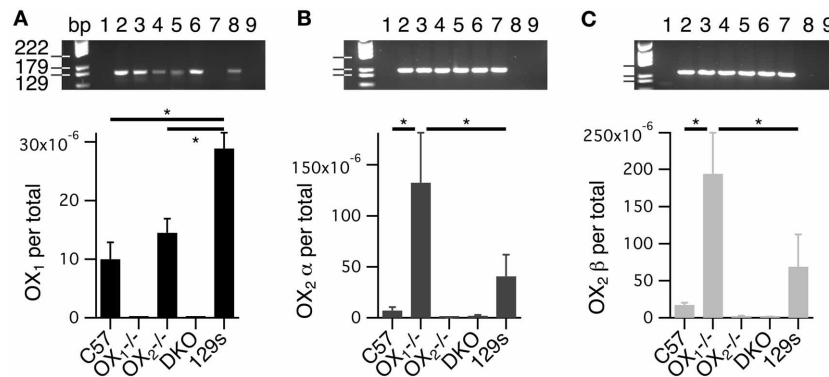 A
bp 1 2 3 4 5 6 7 8 9
222
179
129
*
*
30x10⁻⁶
20
10
0
OX₁ per total
C57
OX₁-/-
OX₂-/-
DKO
129s
B
1 2 3 4 5 6 7 8 9
*
*
150x10⁻⁶
100
50
0
OX₂ α per total
C57
OX₁-/-
OX₂-/-
DKO
129s
C
1 2 3 4 5 6 7 8 9
*
*
250x10⁻⁶
200
150
100
50
0
OX₂ β per total
C57
OX₁-/-
OX₂-/-
DKO
129s